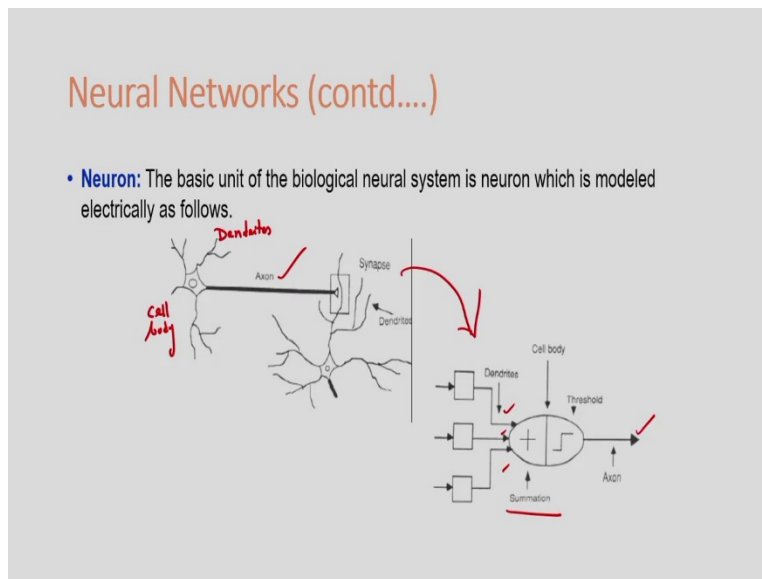 Neural Networks (contd....)
• Neuron: The basic unit of the biological neural system is neuron which is modeled
electrically as follows.
Dendrites
Axon
Synapse
Cell
body
Dendrites
Cell body
Dendrites
Threshold
Axon
Summation